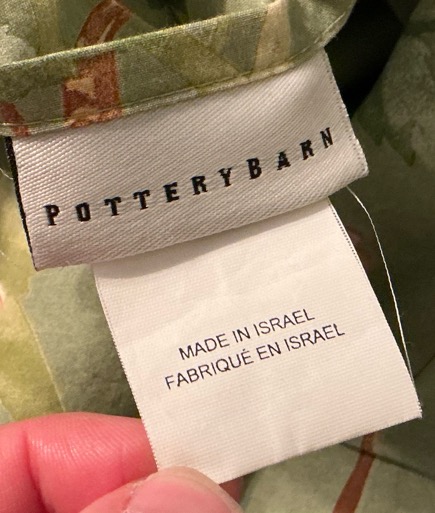 POTTERYBARN
MADE IN ISRAEL
FABRIQUÉ EN ISRAEL